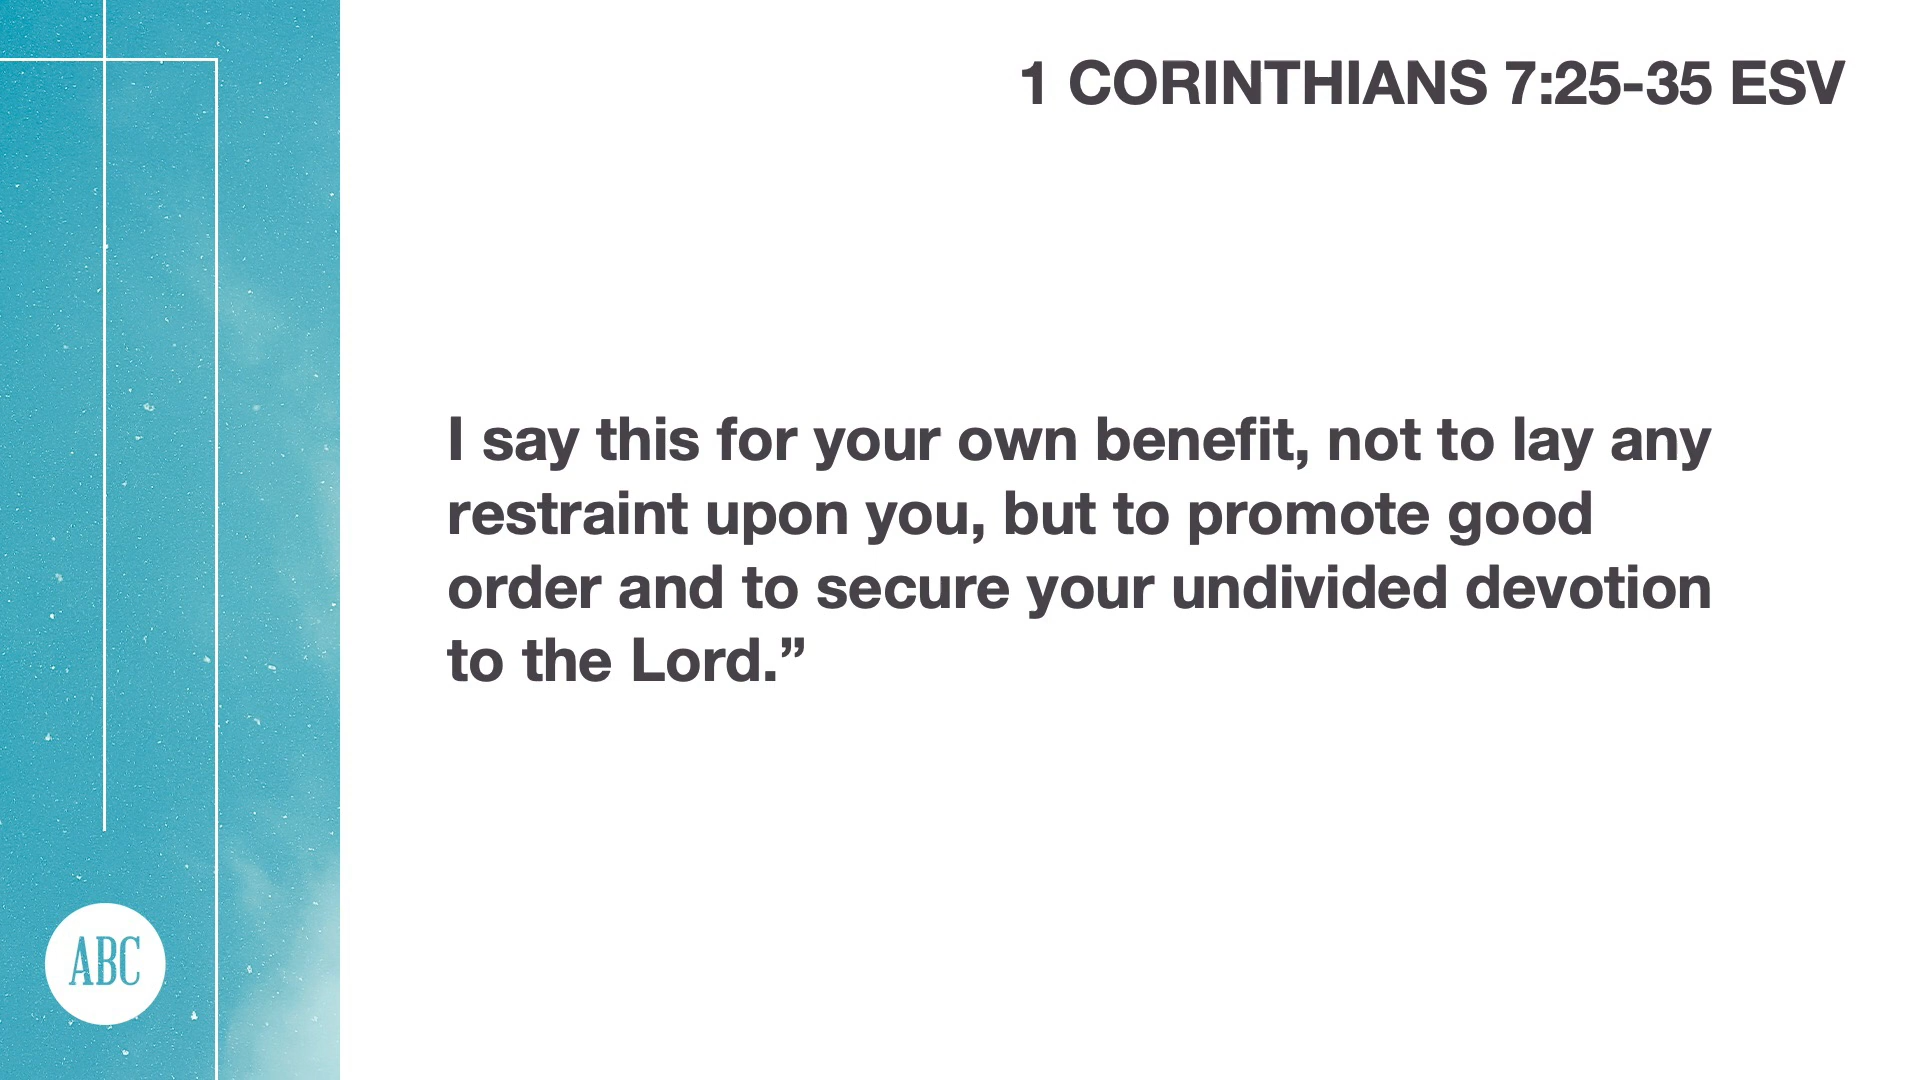 1 CORINTHIANS 7:25-35 ESV
I say this for your own benefit, not to lay any
restraint upon you, but to promote good
order and to secure your undivided devotion
to the Lord.”
ABC